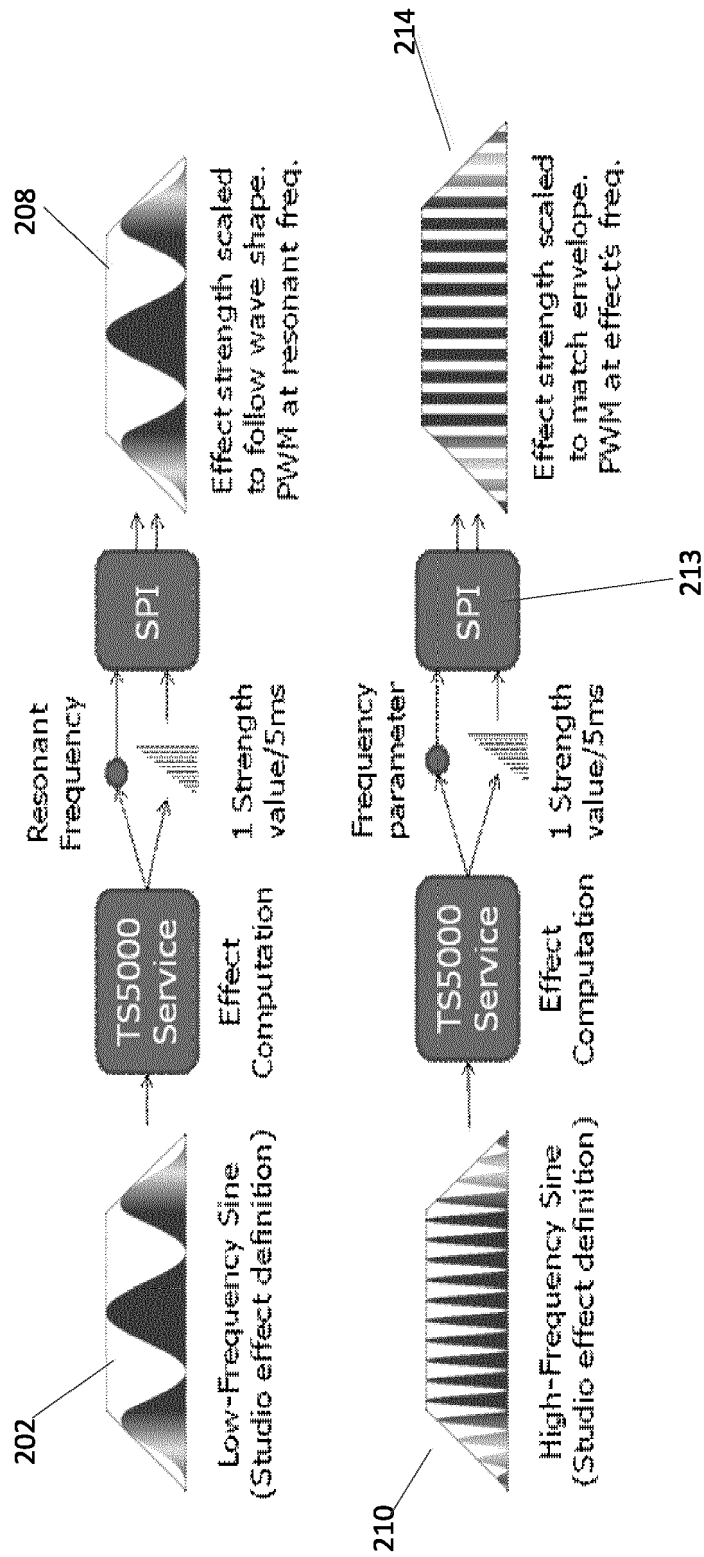 202
Low-Frequency Sine
(Studio effect definition)
TS5000
Service
Effect
Computation
Resonant
Frequency
1 Strength
value/5ms
SPI
208
Effect strength scaled
to follow wave shape.
PWM at resonant freq.
210
High-Frequency Sine
(Studio effect definition)
TS5000
Service
Effect
Computation
Frequency
parameter
1 Strength
value/5ms
SPI
213
214
Effect strength scaled
to match envelope.
PWM at effect's freq.